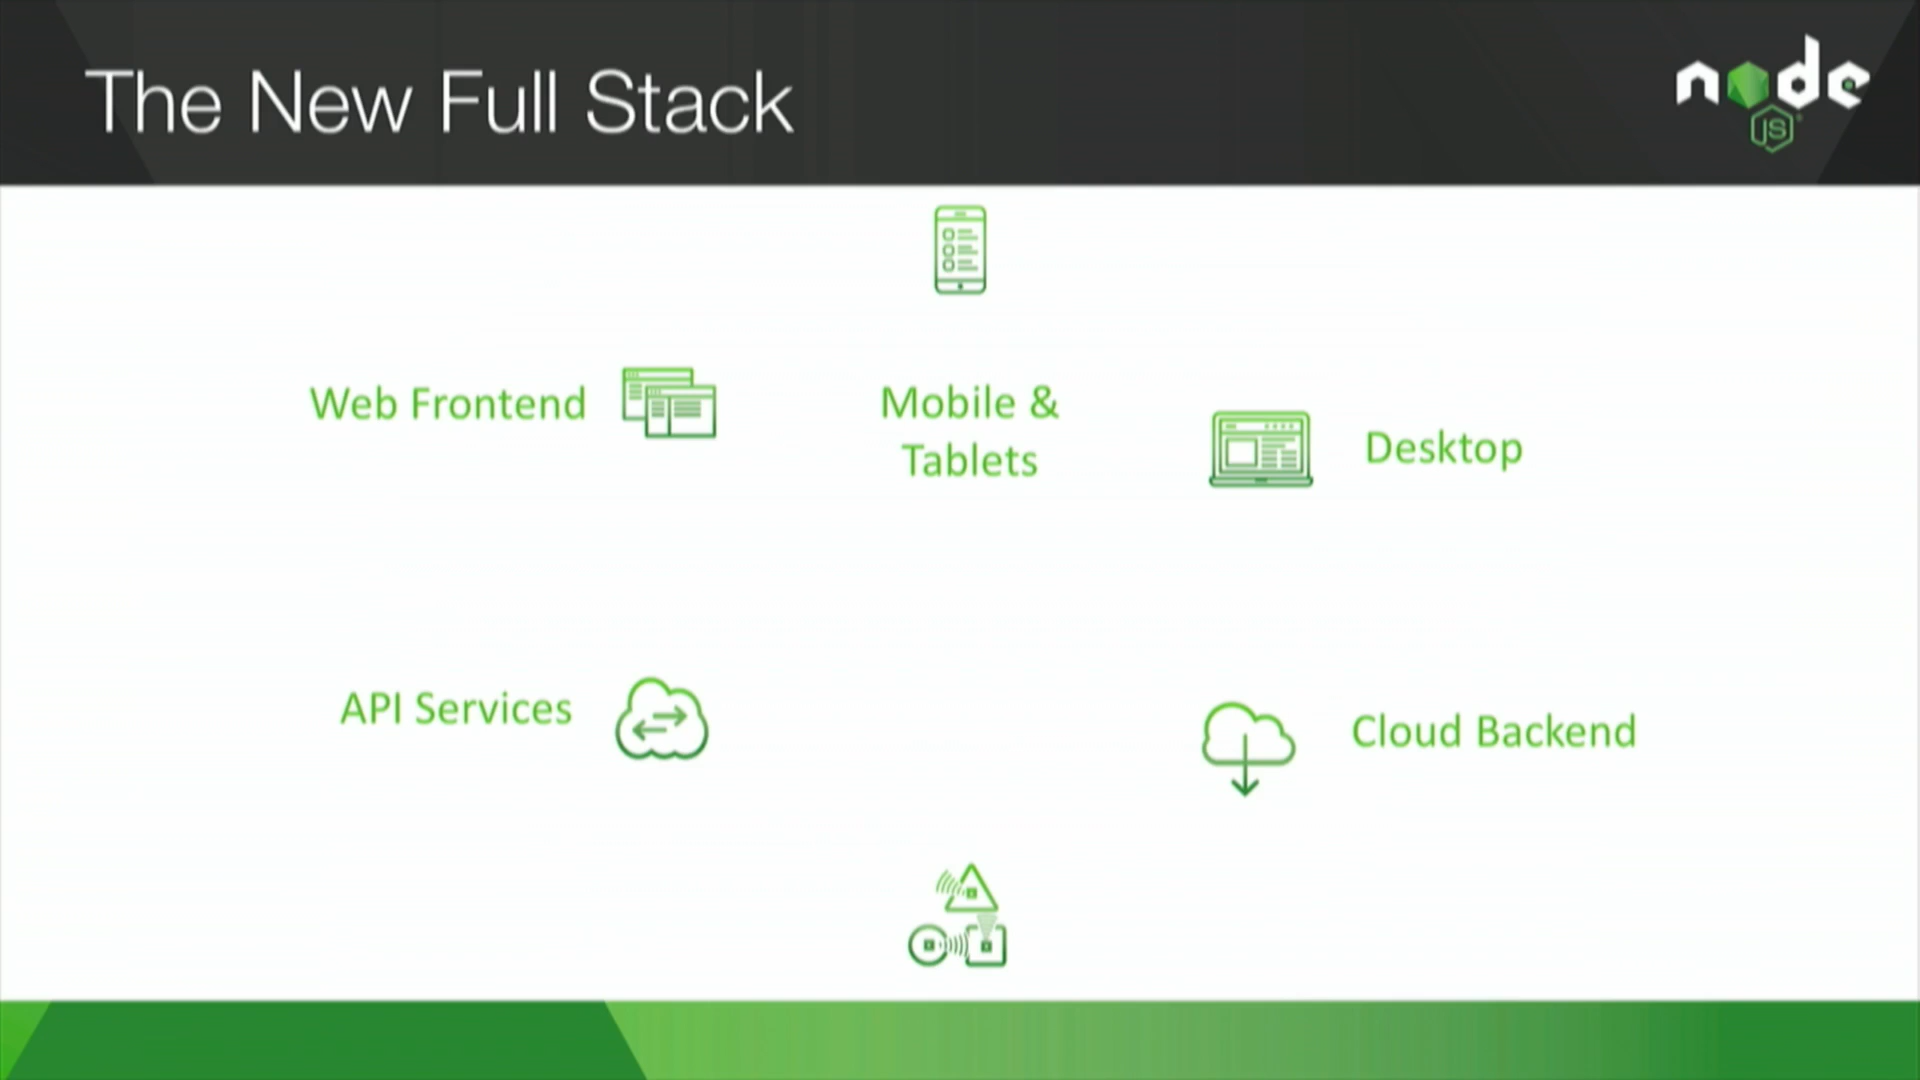 The New Full Stack
node
JS
Web Frontend
Mobile &
Tablets
Desktop
API Services
Cloud Backend